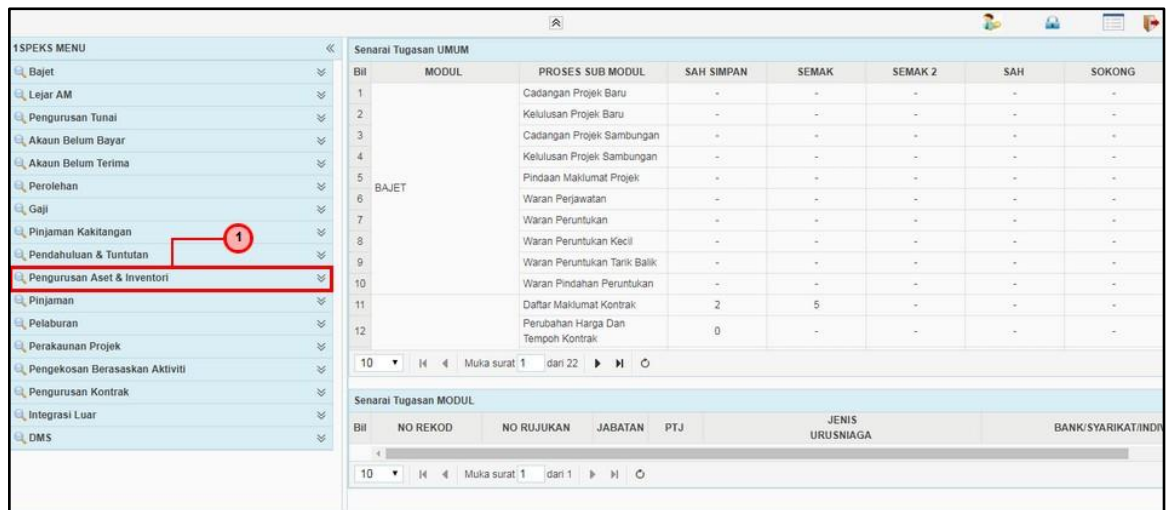 1SPEKS MENU
Bajet
Lejar AM
Pengurusan Tunai
Akaun Belum Bayar
Akaun Belum Terima
Perolehan
Gaji
Pinjaman Kakitangan
1
Pendahuluan & Tuntutan
Pengurusan Aset & Inventori
Pinjaman
Pelaburan
Perakaunan Projek
Pengekosan Berasaskan Aktiviti
Pengurusan Kontrak
Integrasi Luar
DMS
Senarai Tugasan UMUM
Bil MODUL PROSES SUB MODUL SAH SIMPAN SEMAK SEMAK 2 SAH SOKONG
1 Cadangan Projek Baru - - - - -
2 Kelulusan Projek Baru - - - - -
3 Cadangan Projek Sambungan - - - - -
4 Kelulusan Projek Sambungan - - - - -
5 Pindaan Maklumat Projek - - - - -
BAJET
6 Waran Perjawatan - - - - -
7 Waran Peruntukan - - - - -
8 Waran Peruntukan Kecil - - - - -
9 Waran Peruntukan Tarik Balik - - - - -
10 Waran Pindahan Peruntukan - - - - -
11 Daftar Maklumat Kontrak 2 5 - - -
12 Perubahan Harga Dan 0 - - - -
Tempoh Kontrak
10 Muka surat 1 dari 22
Senarai Tugasan MODUL
Bil NO REKOD NO RUJUKAN JABATAN PTJ JENIS
URUSNIAGA BANK/SYARIKAT/INDIV
10 Muka surat 1 dari 1